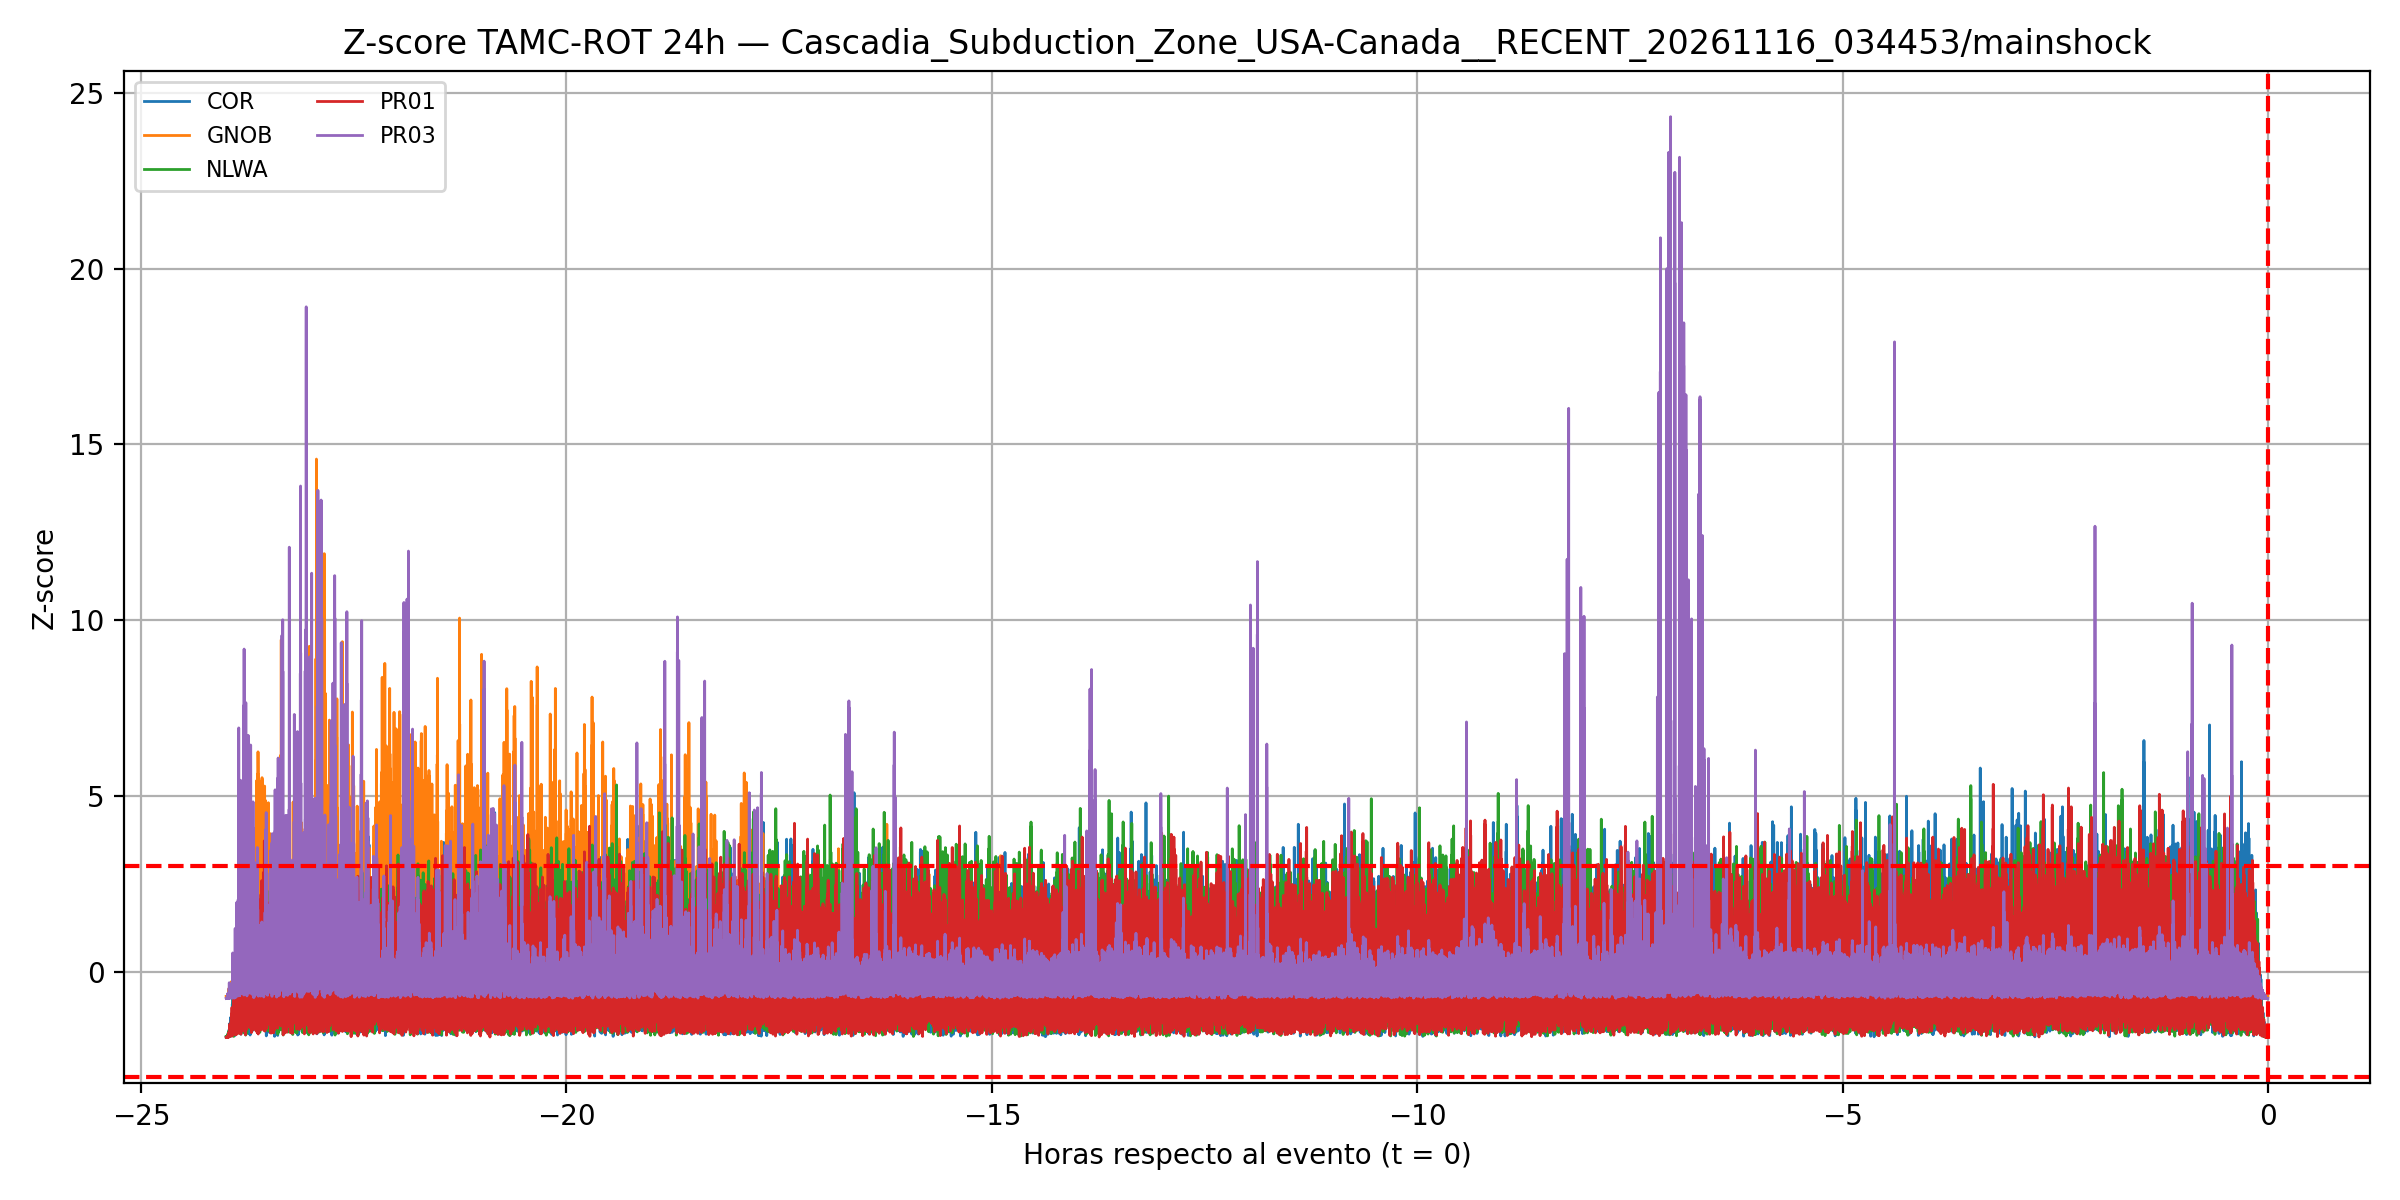 Z-score TAMC-ROT 24h — Cascadia_Subduction_Zone_USA-Canada__RECENT_20261116_034453/mainshock
COR
GNOB
NLWA
PR01
PR03
25
20
15
10
5
0
Z-score
−25
−20
−15
−10
−5
0
Horas respecto al evento (t = 0)